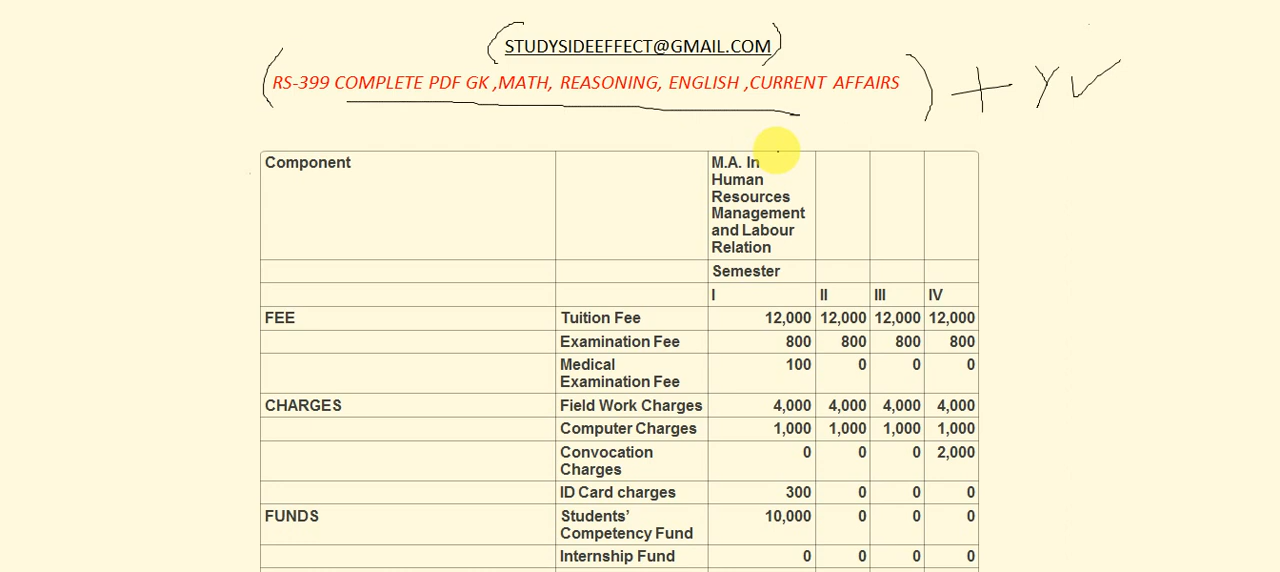 STUDYSIDEEFFECT@GMAIL.COM
RS-399 COMPLETE PDF GK ,MATH, REASONING, ENGLISH ,CURRENT AFFAIRS
Component M.A. In
Human
Resources
Management
and Labour
Relation
Semester
I II III IV
FEE Tuition Fee 12,000 12,000 12,000 12,000
Examination Fee 800 800 800 800
Medical 100 0 0 0
Examination Fee
CHARGES Field Work Charges 4,000 4,000 4,000 4,000
Computer Charges 1,000 1,000 1,000 1,000
Convocation 0 0 0 2,000
Charges
ID Card charges 300 0 0 0
FUNDS Students' 10,000 0 0 0
Competency Fund
Internship Fund 0 0 0 0